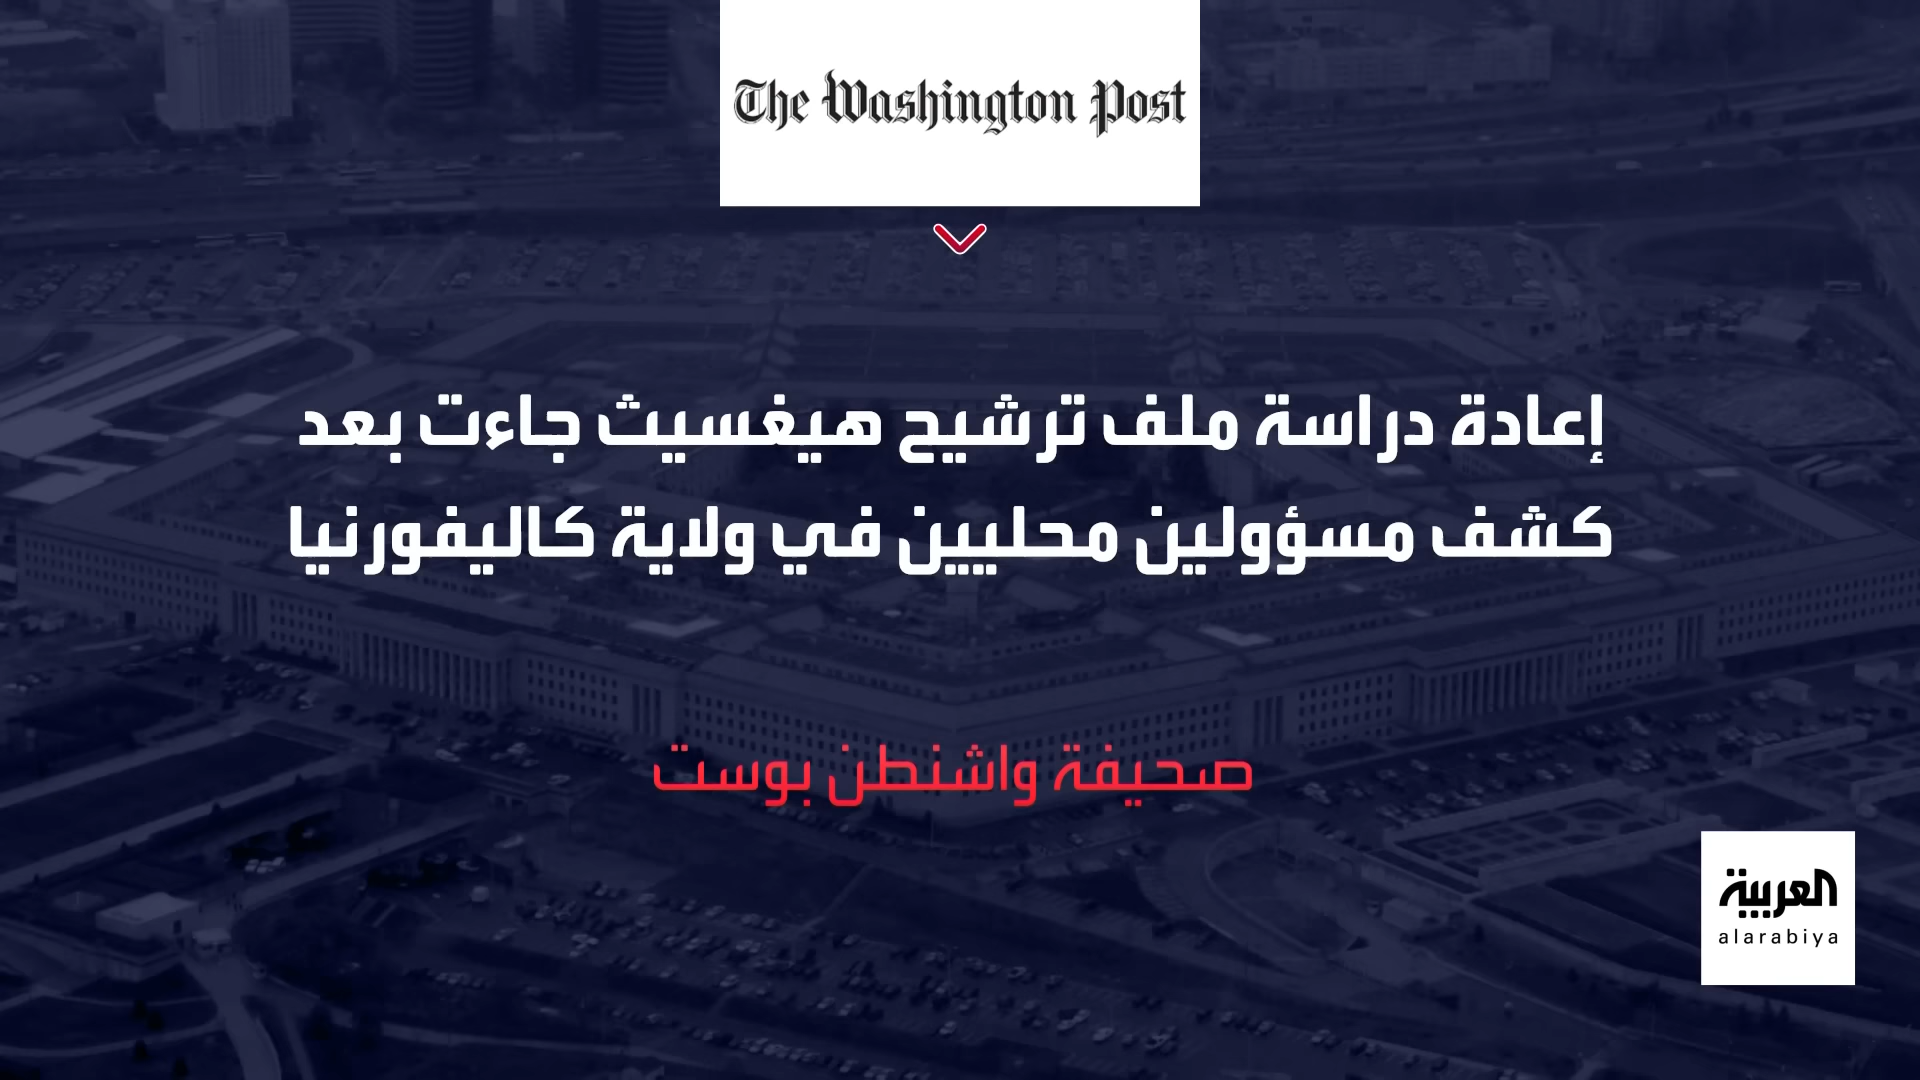 The Washington Post
إعادة دراسة ملف ترشيح هيغسيث جاءت بعد
كشف مسؤولين محليين في ولاية كاليفورنيا
صحيفة واشنطن بوست
العربية
alarabiya